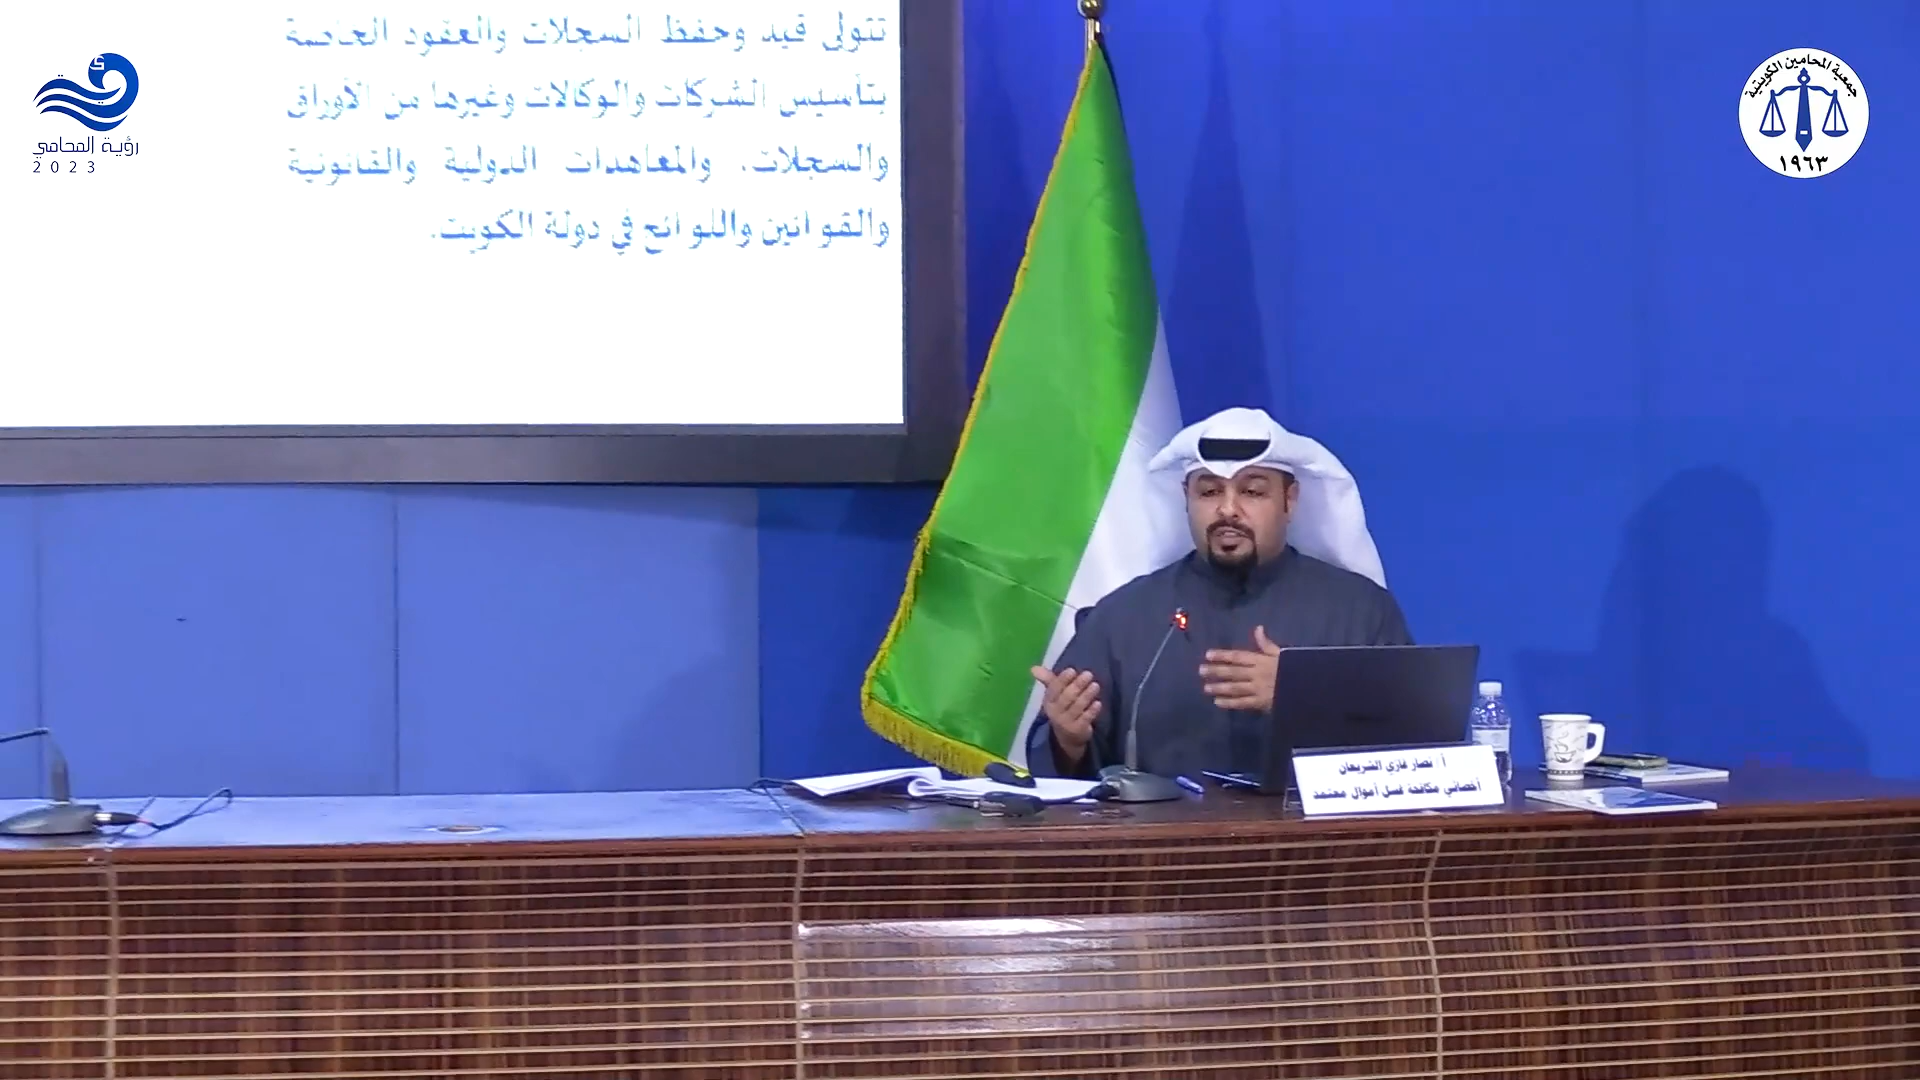 رؤية المحامي
2023
جمعية المحامين الكويتية
١٩٦٣
تتولى قيد وحفظ السجلات والعقود الخاصة
بتأسيس الشركات والوكالات وغيرها من الأوراق
والسجلات، والمعاهدات الدولية والقانونية
والقوانين واللوائح في دولة الكويت.
أ / نصار غازي الشريعان
أخصائي مكافحة غسل أموال معتمد